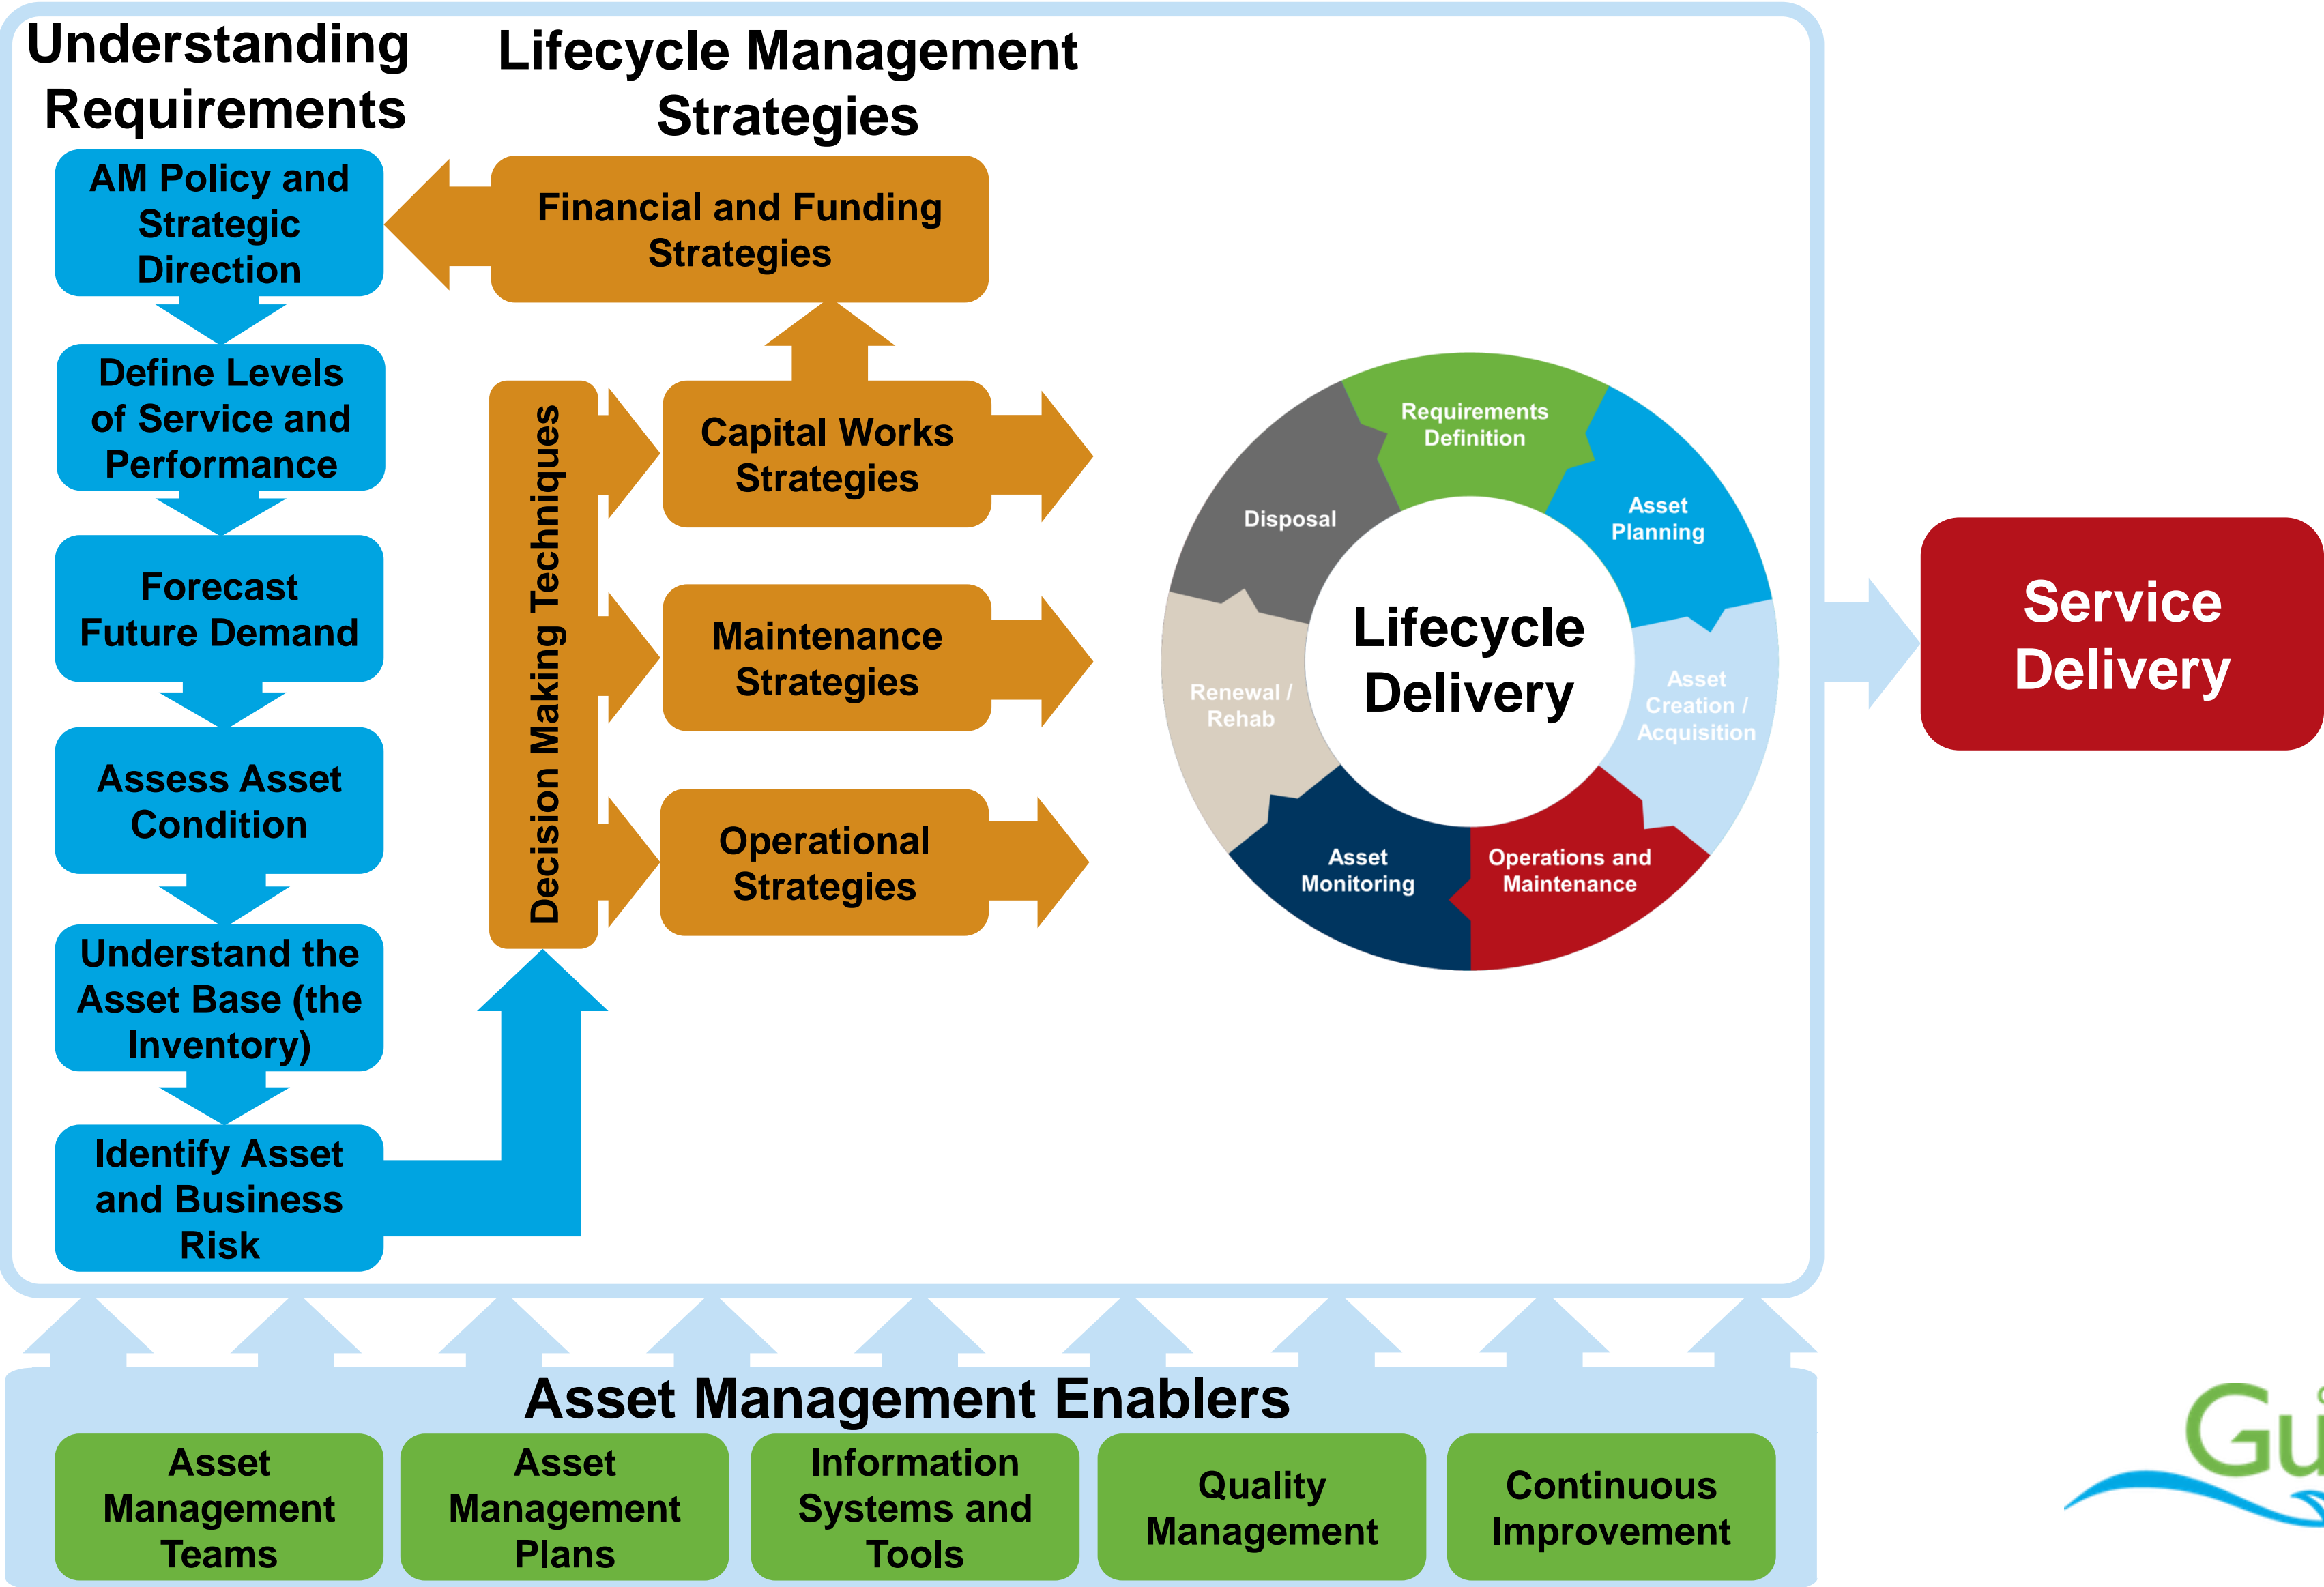 Understanding
Requirements
AM Policy and
Strategic
Direction
Define Levels
of Service and
Performance
Forecast
Future Demand
Assess Asset
Condition
Understand the
Asset Base (the
Inventory)
Identify Asset
and Business
Risk
Lifecycle Management
Strategies
Financial and Funding
Strategies
Decision Making Techniques
Capital Works
Strategies
Maintenance
Strategies
Operational
Strategies
Requirements
Definition
Asset
Planning
Asset
Creation /
Acquisition
Operations and
Maintenance
Asset
Monitoring
Renewal /
Rehab
Disposal
Lifecycle
Delivery
Service
Delivery
Asset Management Enablers
Asset
Management
Teams
Asset
Management
Plans
Information
Systems and
Tools
Quality
Management
Continuous
Improvement